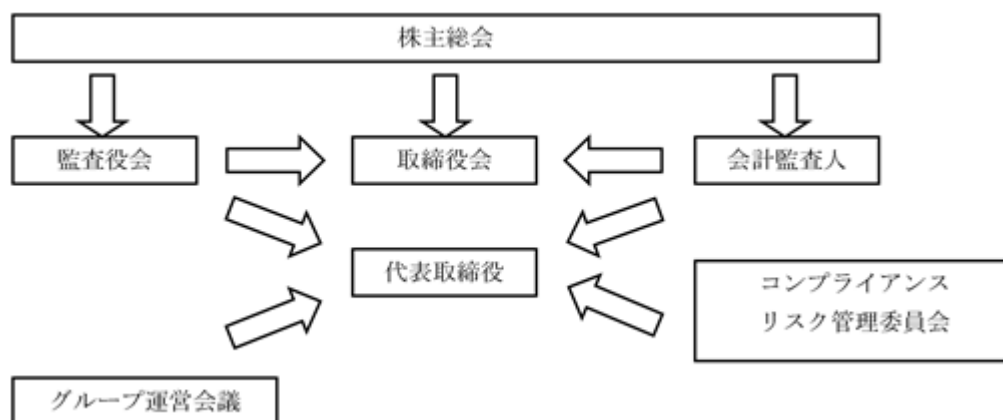 株主総会
監査役会
取締役会
会計監査人
代表取締役
コンプライアンス
リスク管理委員会
グループ運営会議